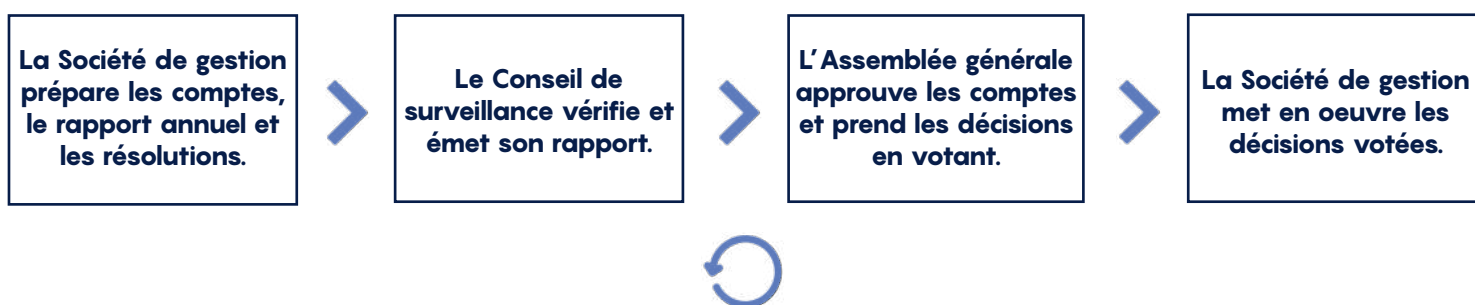 La Société de gestion
prépare les comptes,
le rapport annuel et
les résolutions.
Le Conseil de
surveillance vérifie et
émet son rapport.
L'Assemblée générale
approuve les comptes
et prend les décisions
en votant.
La Société de gestion
met en oeuvre les
décisions votées.